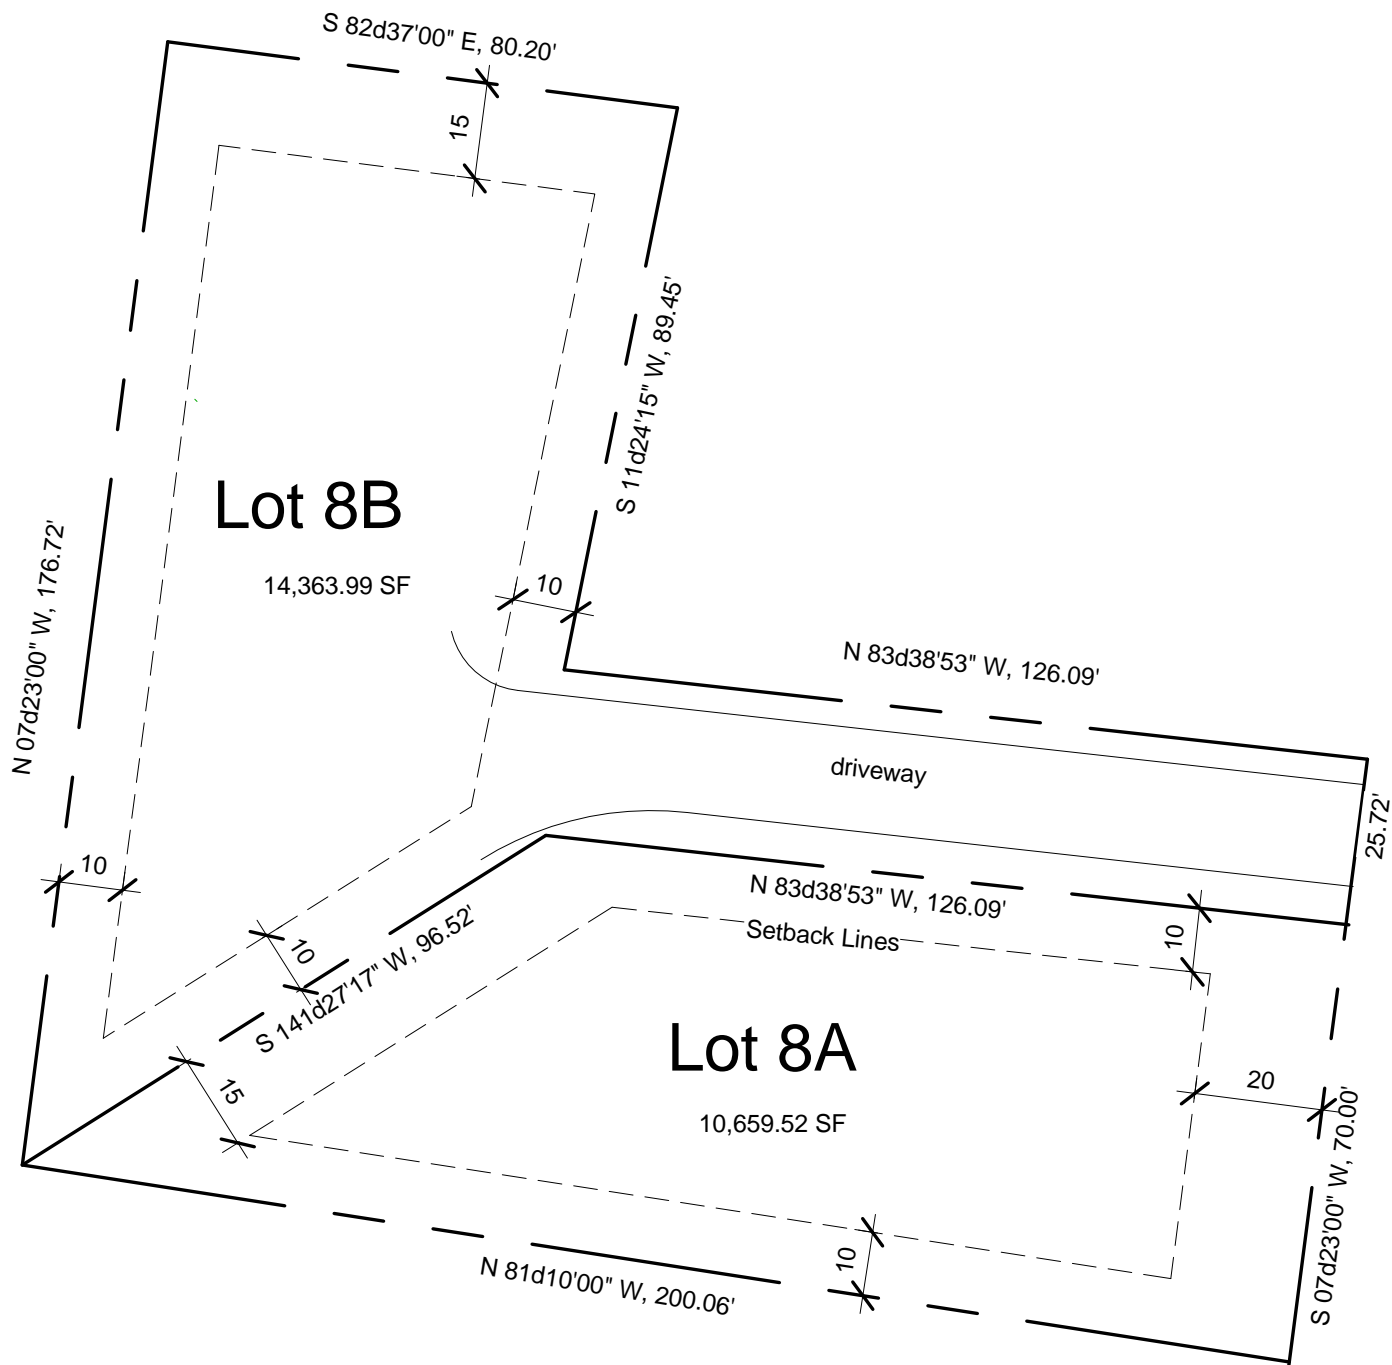 S 82d37'00" E, 80.20'
15
S 11d24'15" W, 89.45'
Lot 8B
14,363.99 SF
10
N 07d23'00" W, 176.72'
N 83d38'53" W, 126.09'
driveway
25.72'
10
N 83d38'53" W, 126.09'
Setback Lines
10
10
S 141d27'17" W, 96.52'
Lot 8A
15
20
10,659.52 SF
S 07d23'00" W, 70.00'
10
N 81d10'00" W, 200.06'